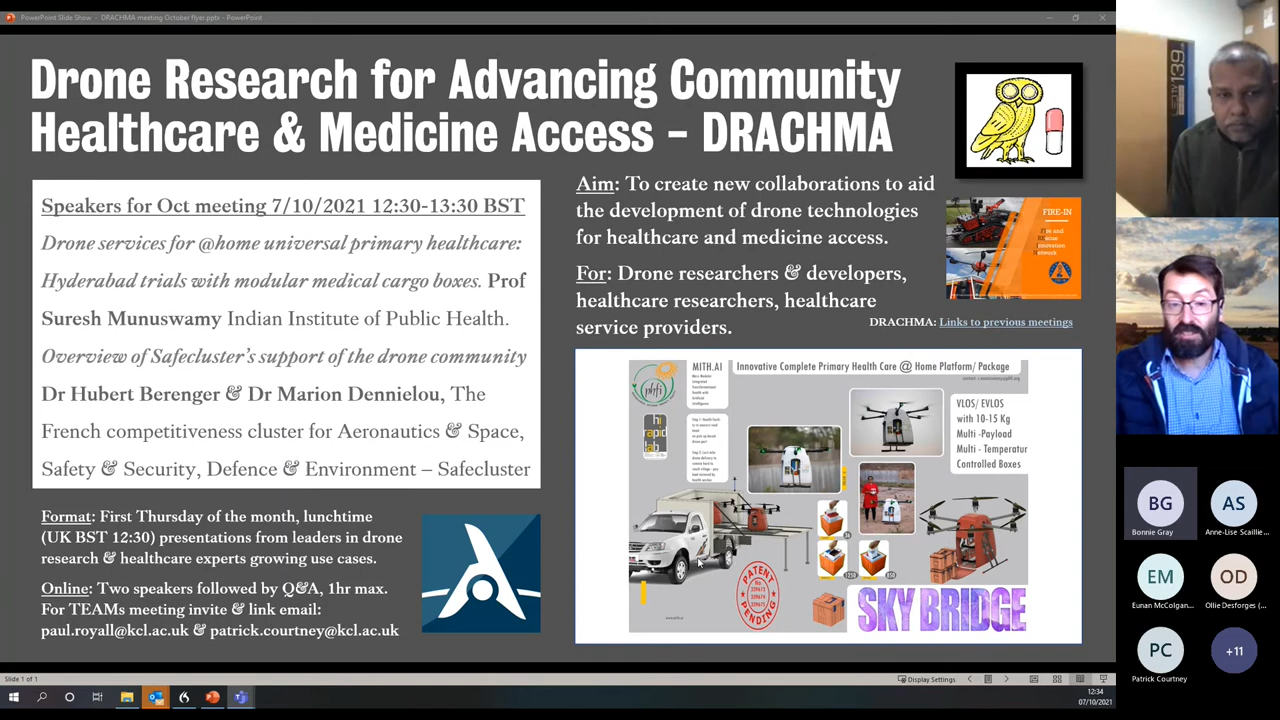 PowerPoint Slide Show - DRACHMA meeting October flyer.pptx - PowerPoint
Drone Research for Advancing Community
Healthcare & Medicine Access – DRACHMA
Speakers for Oct meeting 7/10/2021 12:30-13:30 BST
Drone services for @home universal primary healthcare:
Hyderabad trials with modular medical cargo boxes. Prof
Suresh Munuswamy Indian Institute of Public Health.
Overview of Safecluster's support of the drone community
Dr Hubert Berenger & Dr Marion Dennielou, The
French competitiveness cluster for Aeronautics & Space,
Safety & Security, Defence & Environment – Safecluster
Format: First Thursday of the month, lunchtime
(UK BST 12:30) presentations from leaders in drone
research & healthcare experts growing use cases.
Online: Two speakers followed by Q&A, 1hr max.
For TEAMs meeting invite & link email:
paul.royall@kcl.ac.uk & patrick.courtney@kcl.ac.uk
Aim: To create new collaborations to aid
the development of drone technologies
for healthcare and medicine access.
For: Drone researchers & developers,
healthcare researchers, healthcare
service providers.
FIRE-IN
Fire and
Rescue
Innovation
Network
DRACHMA: Links to previous meetings
phfi
MITH.AI
Innovative Complete Primary Health Care @ Home Platform/ Package
hi
rapid
lab
VLOS/ EVLOS
with 10-15 Kg
Multi -Payload
Multi - Temperatur
Controlled Boxes
PATENT
PENDING
SKY BRIDGE
Slide 1 of 1
Display Settings
12:34
07/10/2021
BG
Bonnie Gray
AS
Anne-Lise Scaillie...
EM
Eunan McColgan...
OD
Ollie Desforges (...
PC
Patrick Courtney
+11